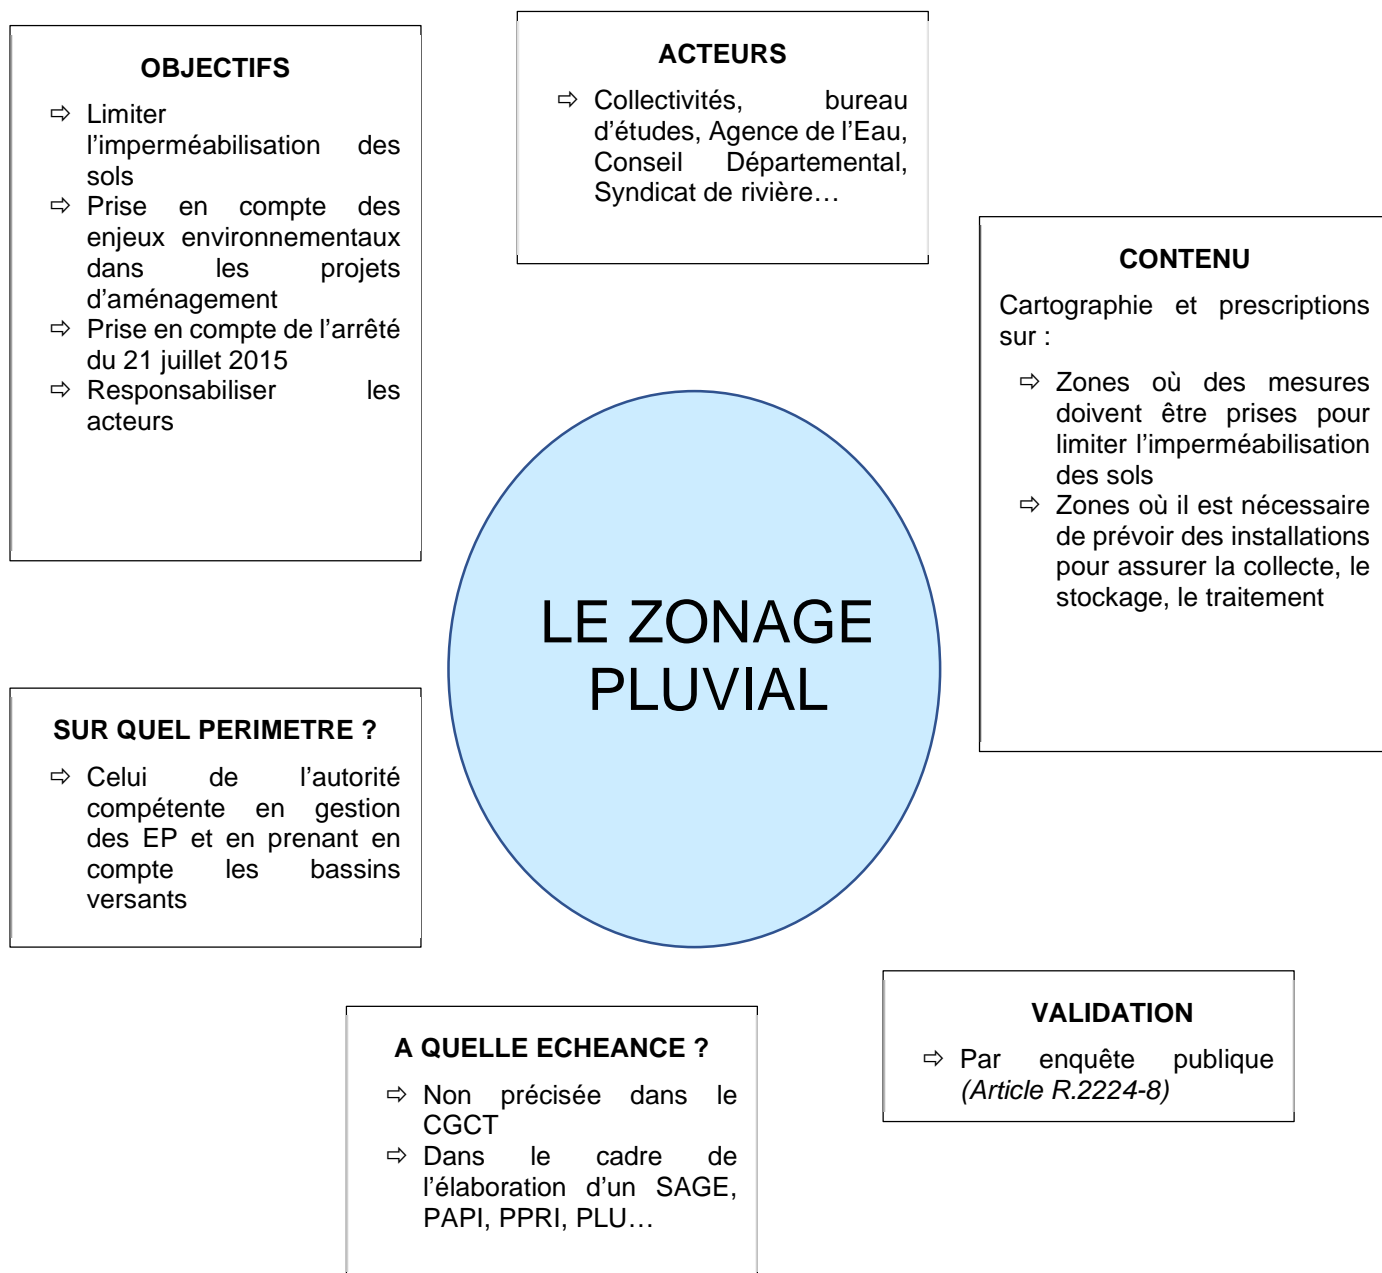 OBJECTIFS
⇨ Limiter
l’imperméabilisation des
sols
⇨ Prise en compte des
enjeux environnementaux
dans les projets
d’aménagement
⇨ Prise en compte de l’arrêté
du 21 juillet 2015
⇨ Responsabiliser les
acteurs
ACTEURS
⇨ Collectivités, bureau
d’études, Agence de l’Eau,
Conseil Départemental,
Syndicat de rivière…
CONTENU
Cartographie et prescriptions
sur :
⇨ Zones où des mesures
doivent être prises pour
limiter l’imperméabilisation
des sols
⇨ Zones où il est nécessaire
de prévoir des installations
pour assurer la collecte, le
stockage, le traitement
LE ZONAGE
PLUVIAL
SUR QUEL PERIMETRE ?
⇨ Celui de l’autorité
compétente en gestion
des EP et en prenant en
compte les bassins
versants
A QUELLE ECHEANCE ?
⇨ Non précisée dans le
CGCT
⇨ Dans le cadre de
l’élaboration d’un SAGE,
PAPI, PPRI, PLU…
VALIDATION
⇨ Par enquête publique
(Article R.2224-8)